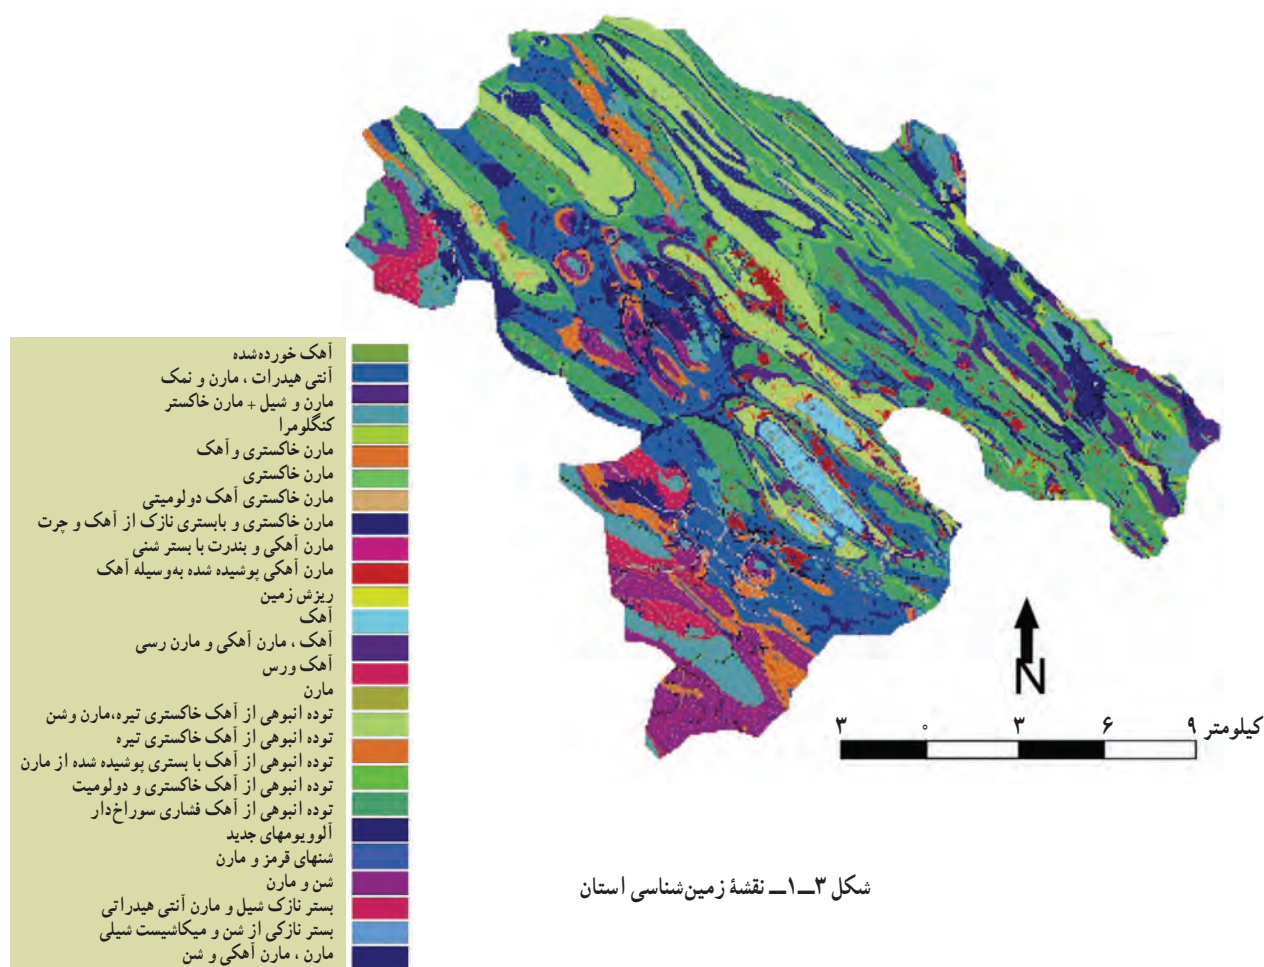 آهک خورده‌شده
آنتی هیدرات ، مارن و نمک
مارن و شیل + مارن خاکستر
کنگلومرا
مارن خاکستری و آهک
مارن خاکستری
مارن خاکستری آهک دولومیتی
مارن خاکستری و بابستری نازک از آهک و چرت
مارن آهکی و بندرت با بستر شنی
مارن آهکی پوشیده شده به‌وسیله آهک
ریزش زمین
آهک
آهک ، مارن آهکی و مارن رسی
آهک و رس
مارن
توده انبوهی از آهک خاکستری تیره،مارن و شن
توده انبوهی از آهک خاکستری تیره
توده انبوهی از آهک با بستری پوشیده شده از مارن
توده انبوهی از آهک خاکستری و دولومیت
توده انبوهی از آهک فشاری سوراخ‌دار
آلوویومهای جدید
شنهای قرمز و مارن
شن و مارن
بستر نازک شیل و مارن آنتی هیدراتی
بستر نازکی از شن و میکاشیست شیلی
مارن ، مارن آهکی و شن
N
۳ ۰ ۳ ۶ ۹ کیلومتر
شکل ۳ــ۱ــ نقشهٔ زمین‌شناسی استان